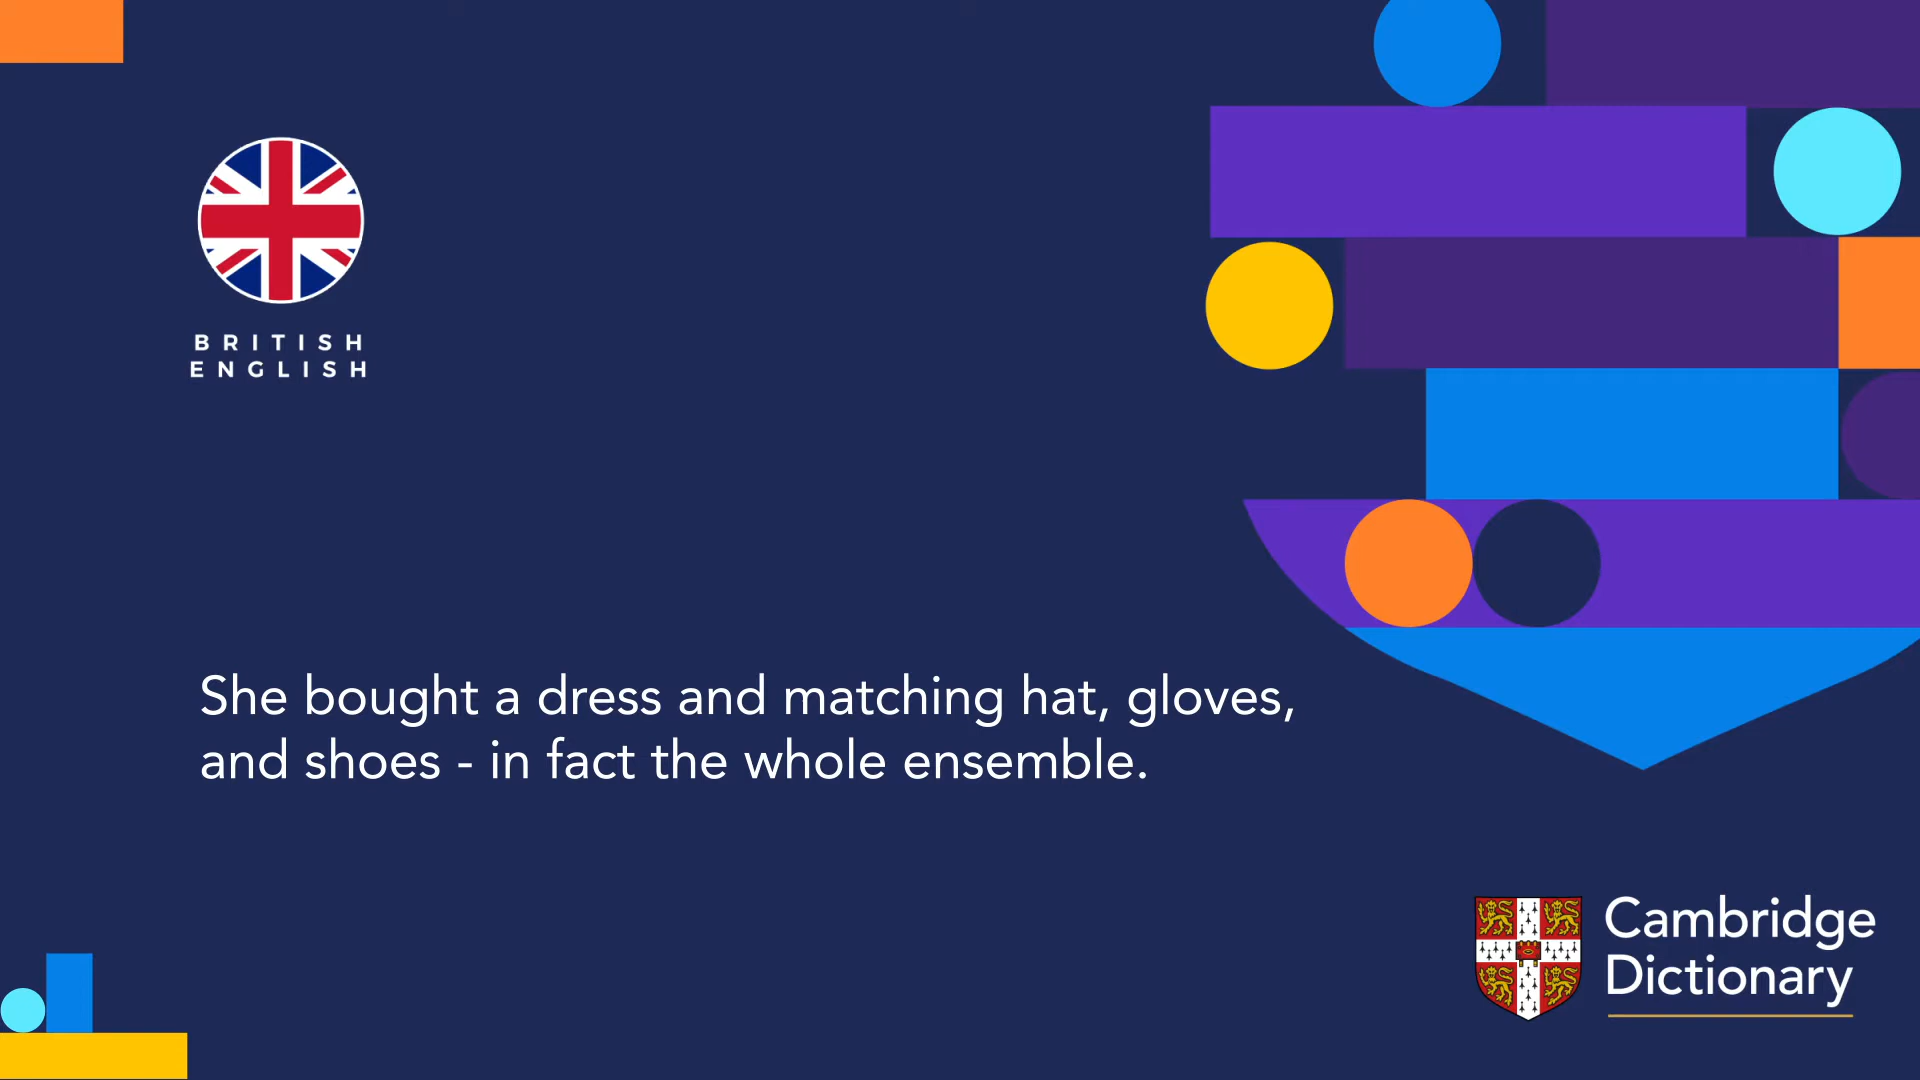 BRITISH
ENGLISH
She bought a dress and matching hat, gloves,
and shoes - in fact the whole ensemble.
Cambridge
Dictionary